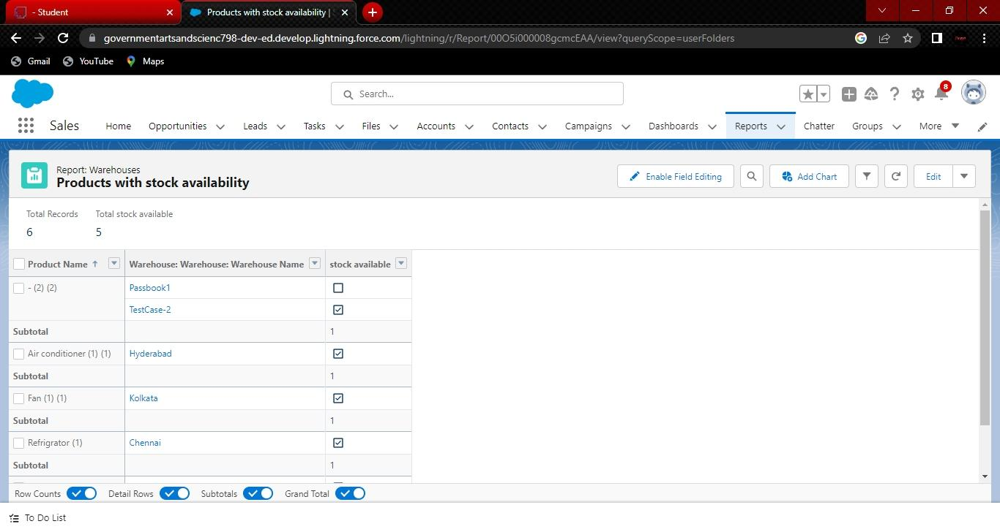 - Student
Products with stock availability |
governmentartsandscienc798-dev-ed.develop.lightning.force.com/lightning/r/Report/00O5i000008gcmcEAA/view?queryScope=userFolders
Gmail YouTube Maps
Search...
8
Sales Home Opportunities Leads Tasks Files Accounts Contacts Campaigns Dashboards Reports Chatter Groups More
Report: Warehouses
Products with stock availability
Enable Field Editing Add Chart Edit
Total Records Total stock available
6 5
Product Name ↑ Warehouse: Warehouse: Warehouse Name stock available
- (2) (2) Passbook1
TestCase-2
Subtotal 1
Air conditioner (1) (1) Hyderabad
Subtotal 1
Fan (1) (1) Kolkata
Subtotal 1
Refrigrator (1) Chennai
Subtotal 1
Row Counts Detail Rows Subtotals Grand Total
To Do List